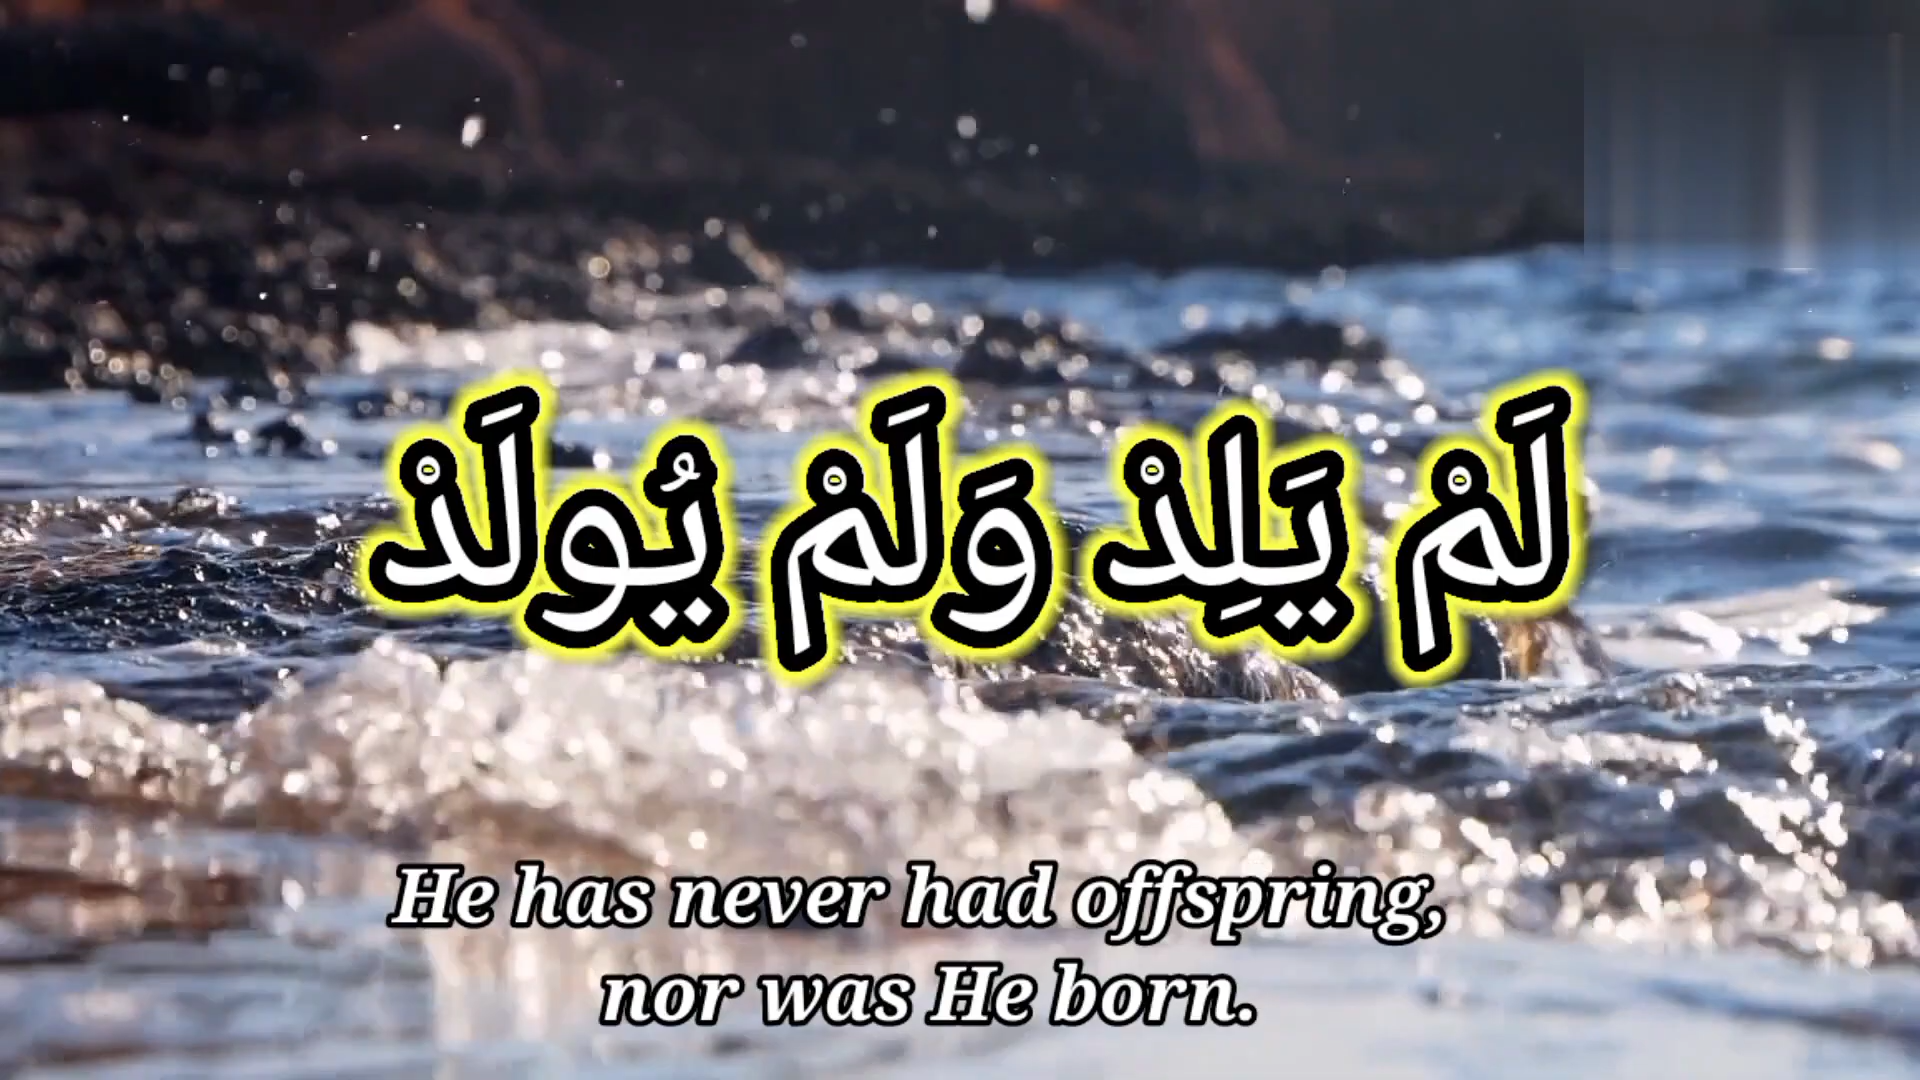 لَمْ يَلِدْ وَلَمْ يُولَدْ
He has never had offspring,
nor was He born.